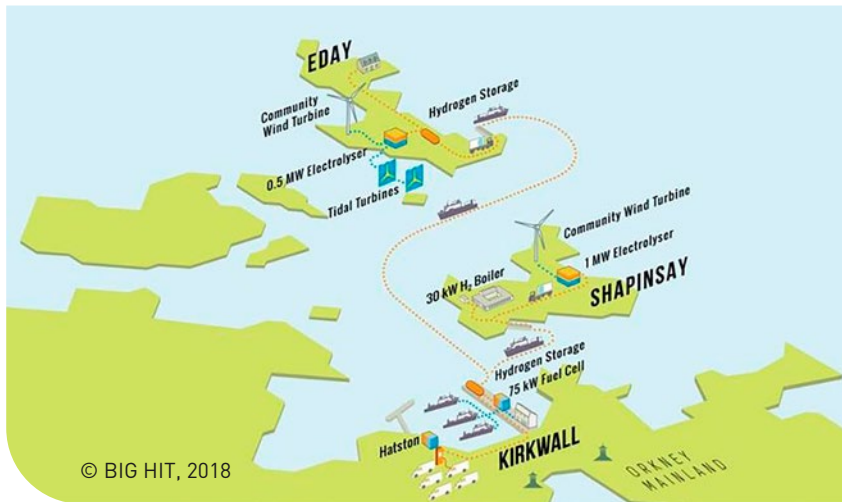 EDAY
Community
Wind Turbine
Hydrogen Storage
0.5 MW Electrolyser
Tidal Turbines
Community Wind Turbine
1 MW Electrolyser
30 kW H₂ Boiler
SHAPINSAY
Hydrogen Storage
75 kW Fuel Cell
Hatston
KIRKWALL
ORKNEY
MAINLAND
© BIG HIT, 2018